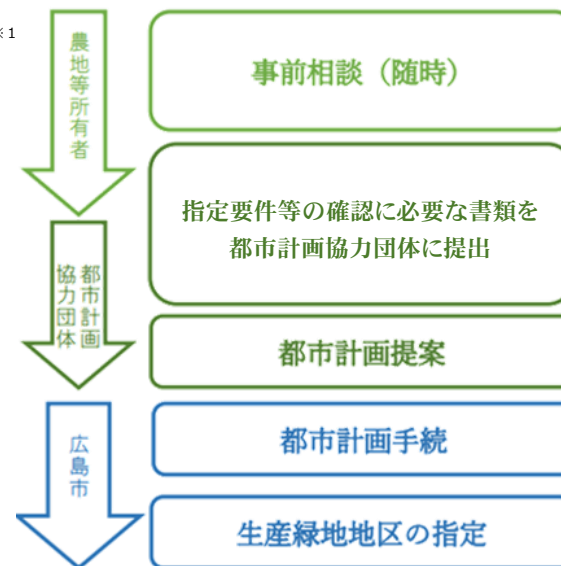 ※1
農地等所有者
事前相談（随時）
指定要件等の確認に必要な書類を
都市計画協力団体に提出
都市計画
協力団体
都市計画提案
広島市
都市計画手続
生産緑地地区の指定